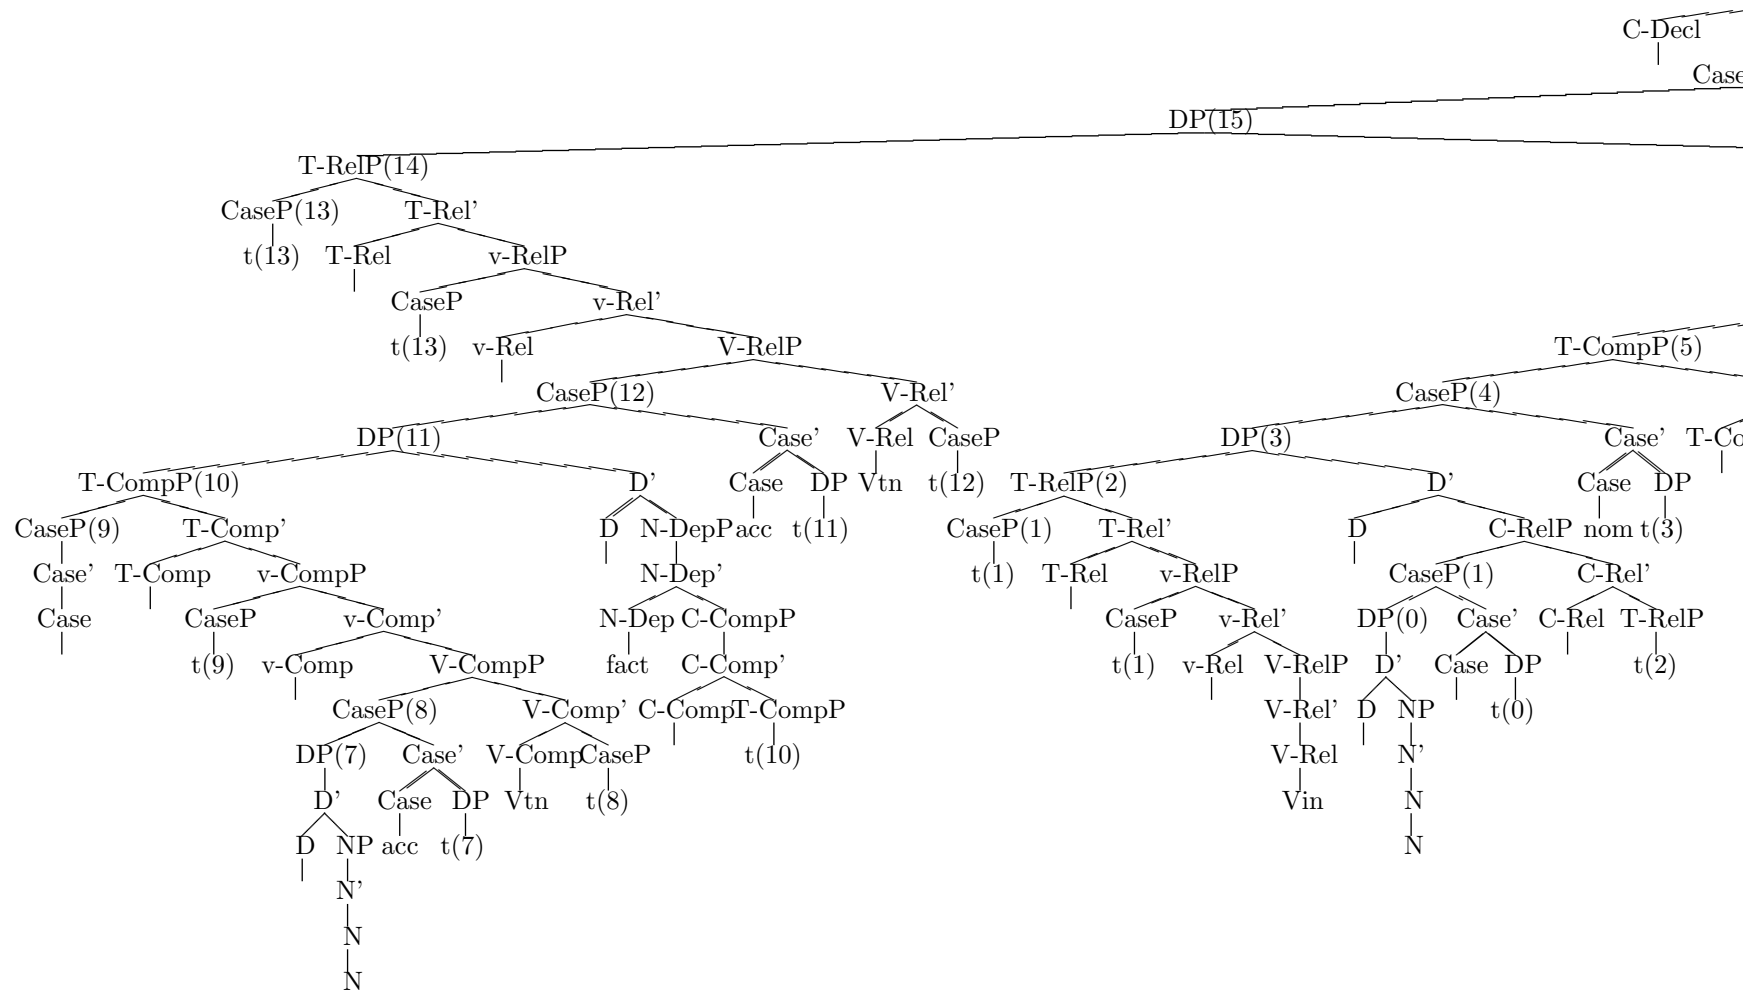 C-Decl
Case
DP(15)
T-RelP(14)
CaseP(13) T-Rel'
t(13) T-Rel v-RelP
CaseP v-Rel'
t(13) v-Rel V-RelP T-CompP(5)
CaseP(12) V-Rel' CaseP(4)
DP(11) Case' V-Rel CaseP DP(3) Case' T-Co
T-CompP(10) D' Case DP Vtn t(12) T-RelP(2) D' Case DP
CaseP(9) T-Comp' D N-DepP acc t(11) CaseP(1) T-Rel' D C-RelP nom t(3)
Case' T-Comp v-CompP N-Dep' t(1) T-Rel v-RelP CaseP(1) C-Rel'
Case CaseP v-Comp' N-Dep C-CompP CaseP v-Rel' DP(0) Case' C-Rel T-RelP
t(9) v-Comp V-CompP fact C-Comp' t(1) v-Rel V-RelP D' Case DP t(2)
CaseP(8) V-Comp' C-Comp T-CompP V-Rel' D NP t(0)
DP(7) Case' V-Comp CaseP t(10) V-Rel N'
D' Case DP Vtn t(8) Vin N
D NP acc t(7) N
N'
N
N